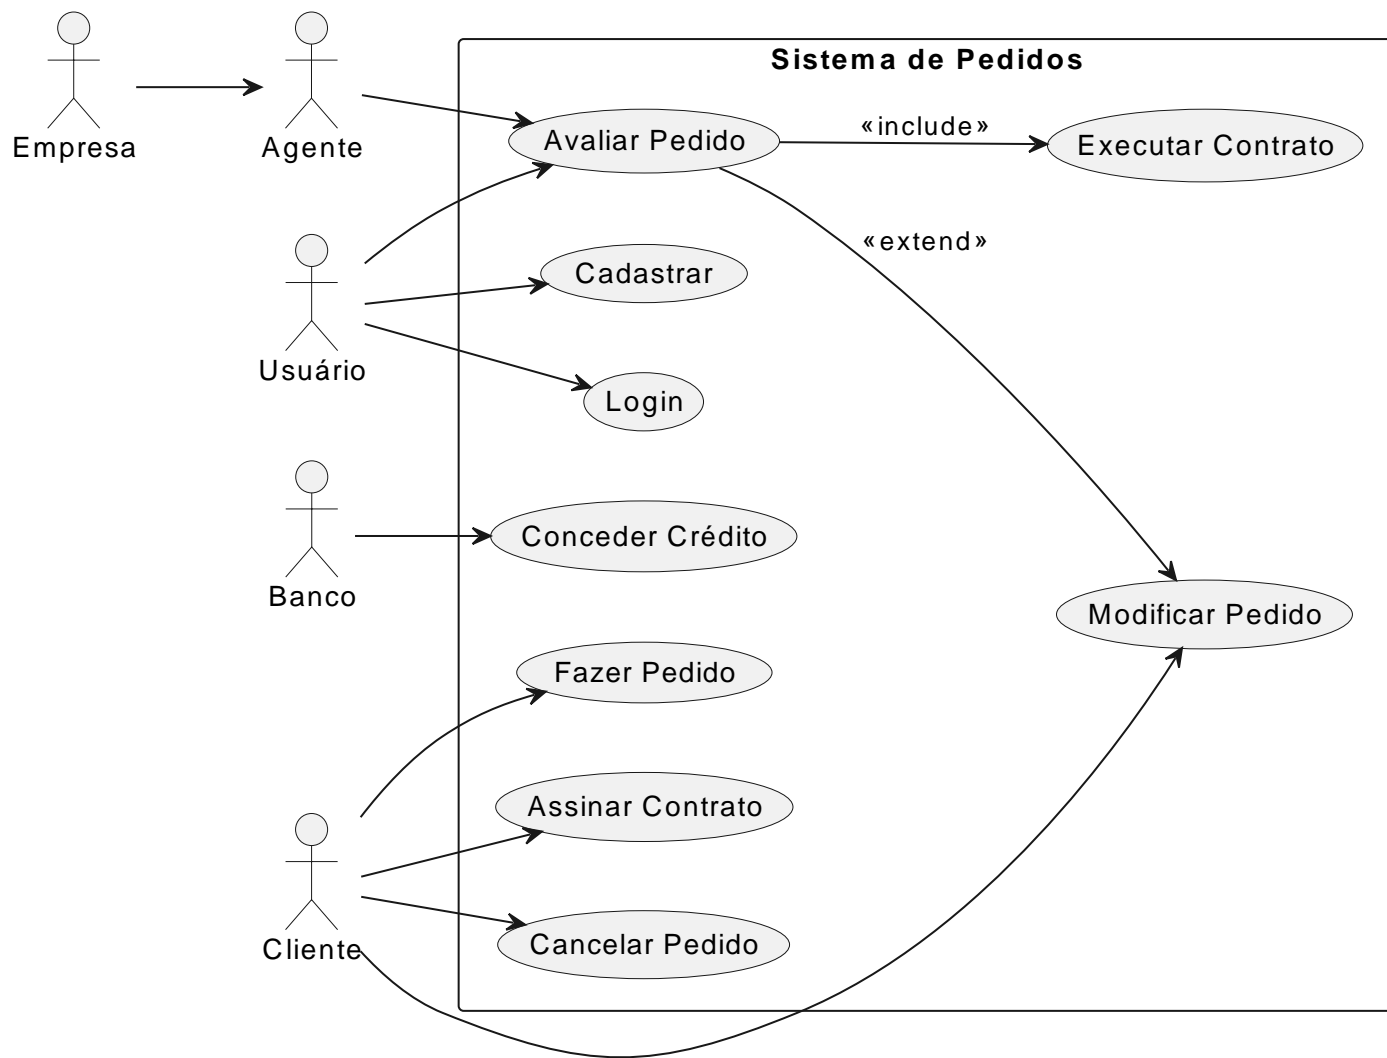 Sistema de Pedidos
Empresa
Agente
Avaliar Pedido
«include»
Executar Contrato
«extend»
Cadastrar
Usuário
Login
Conceder Crédito
Banco
Modificar Pedido
Fazer Pedido
Assinar Contrato
Cliente
Cancelar Pedido